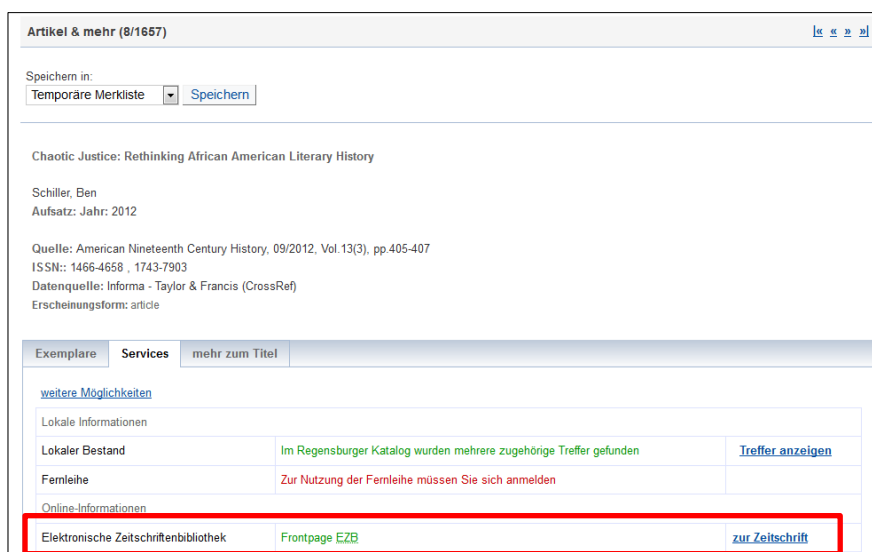 Artikel & mehr (8/1657) |« « » »|
Speichern in:
Temporäre Merkliste Speichern
Chaotic Justice: Rethinking African American Literary History
Schiller, Ben
Aufsatz: Jahr: 2012
Quelle: American Nineteenth Century History, 09/2012, Vol.13(3), pp.405-407
ISSN:: 1466-4658 , 1743-7903
Datenquelle: Informa - Taylor & Francis (CrossRef)
Erscheinungsform: article
Exemplare Services mehr zum Titel
weitere Möglichkeiten
Lokale Informationen
Lokaler Bestand Im Regensburger Katalog wurden mehrere zugehörige Treffer gefunden Treffer anzeigen
Fernleihe Zur Nutzung der Fernleihe müssen Sie sich anmelden
Online-Informationen
Elektronische Zeitschriftenbibliothek Frontpage EZB zur Zeitschrift